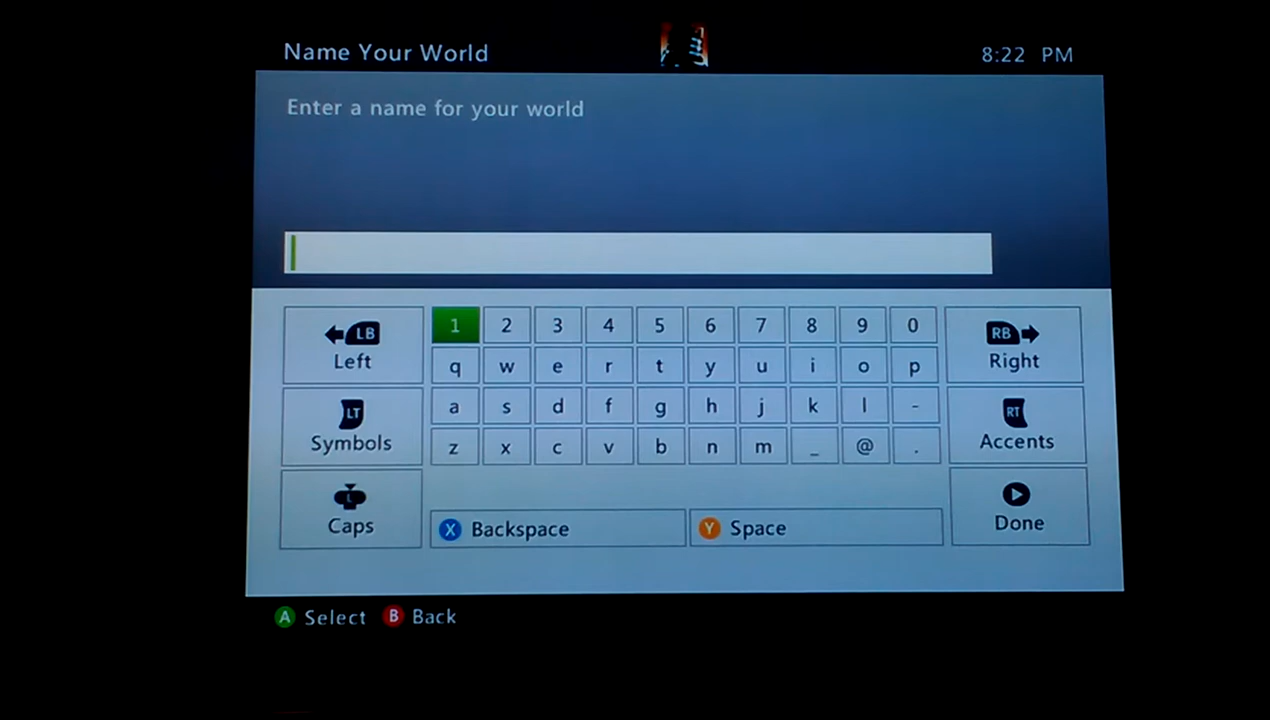 Name Your World 8:22 PM
Enter a name for your world
LB 1 2 3 4 5 6 7 8 9 0 RB
Left q w e r t y u i o p Right
LT a s d f g h j k l - RT
Symbols z x c v b n m _ @ . Accents
L
Caps X Backspace Y Space Done
A Select B Back